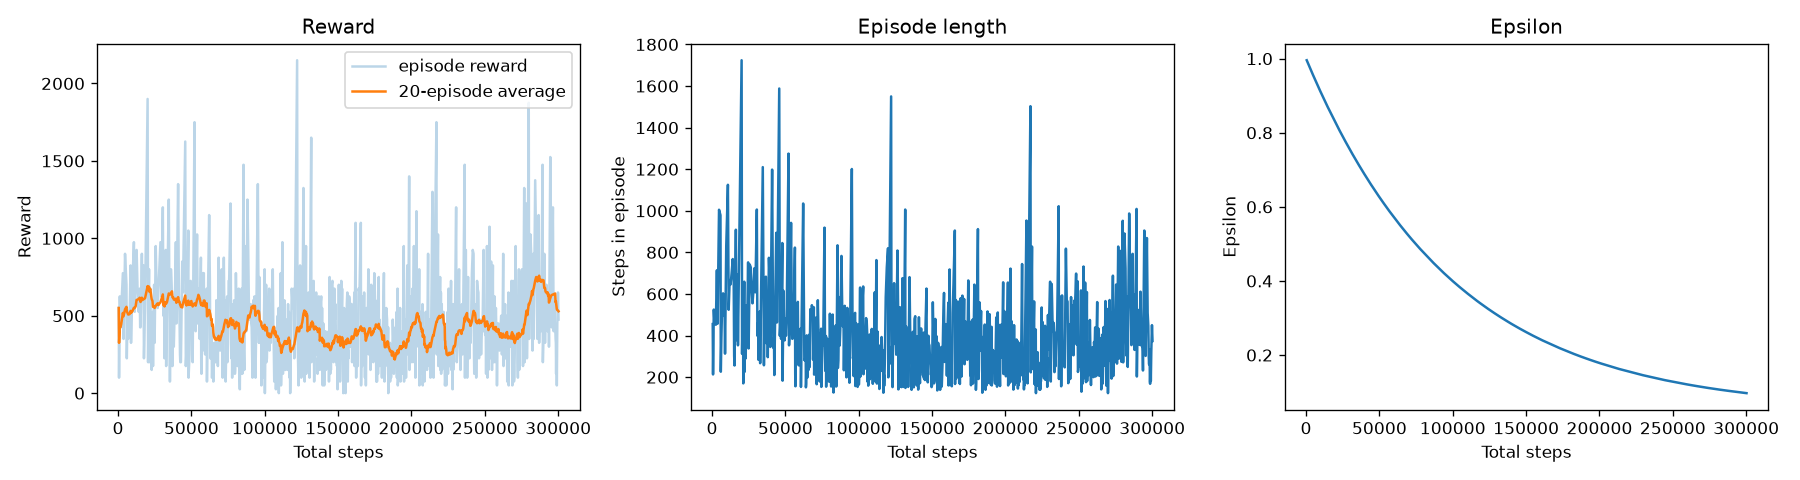 Reward
episode reward
20-episode average
2000
1500
1000
500
0
Reward
0 50000 100000 150000 200000 250000 300000
Total steps
Episode length
1800
1600
1400
1200
1000
800
600
400
200
Steps in episode
0 50000 100000 150000 200000 250000 300000
Total steps
Epsilon
1.0
0.8
0.6
0.4
0.2
Epsilon
0 50000 100000 150000 200000 250000 300000
Total steps